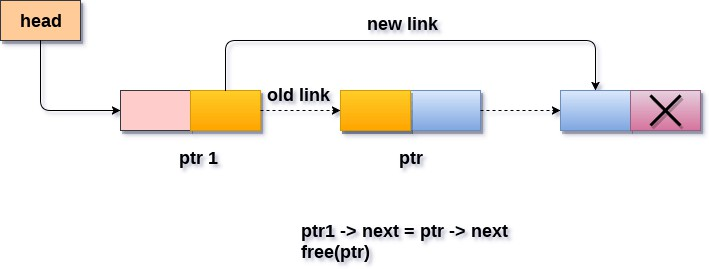 head
new link
old link
ptr 1
ptr
ptr1 -> next = ptr -> next
free(ptr)